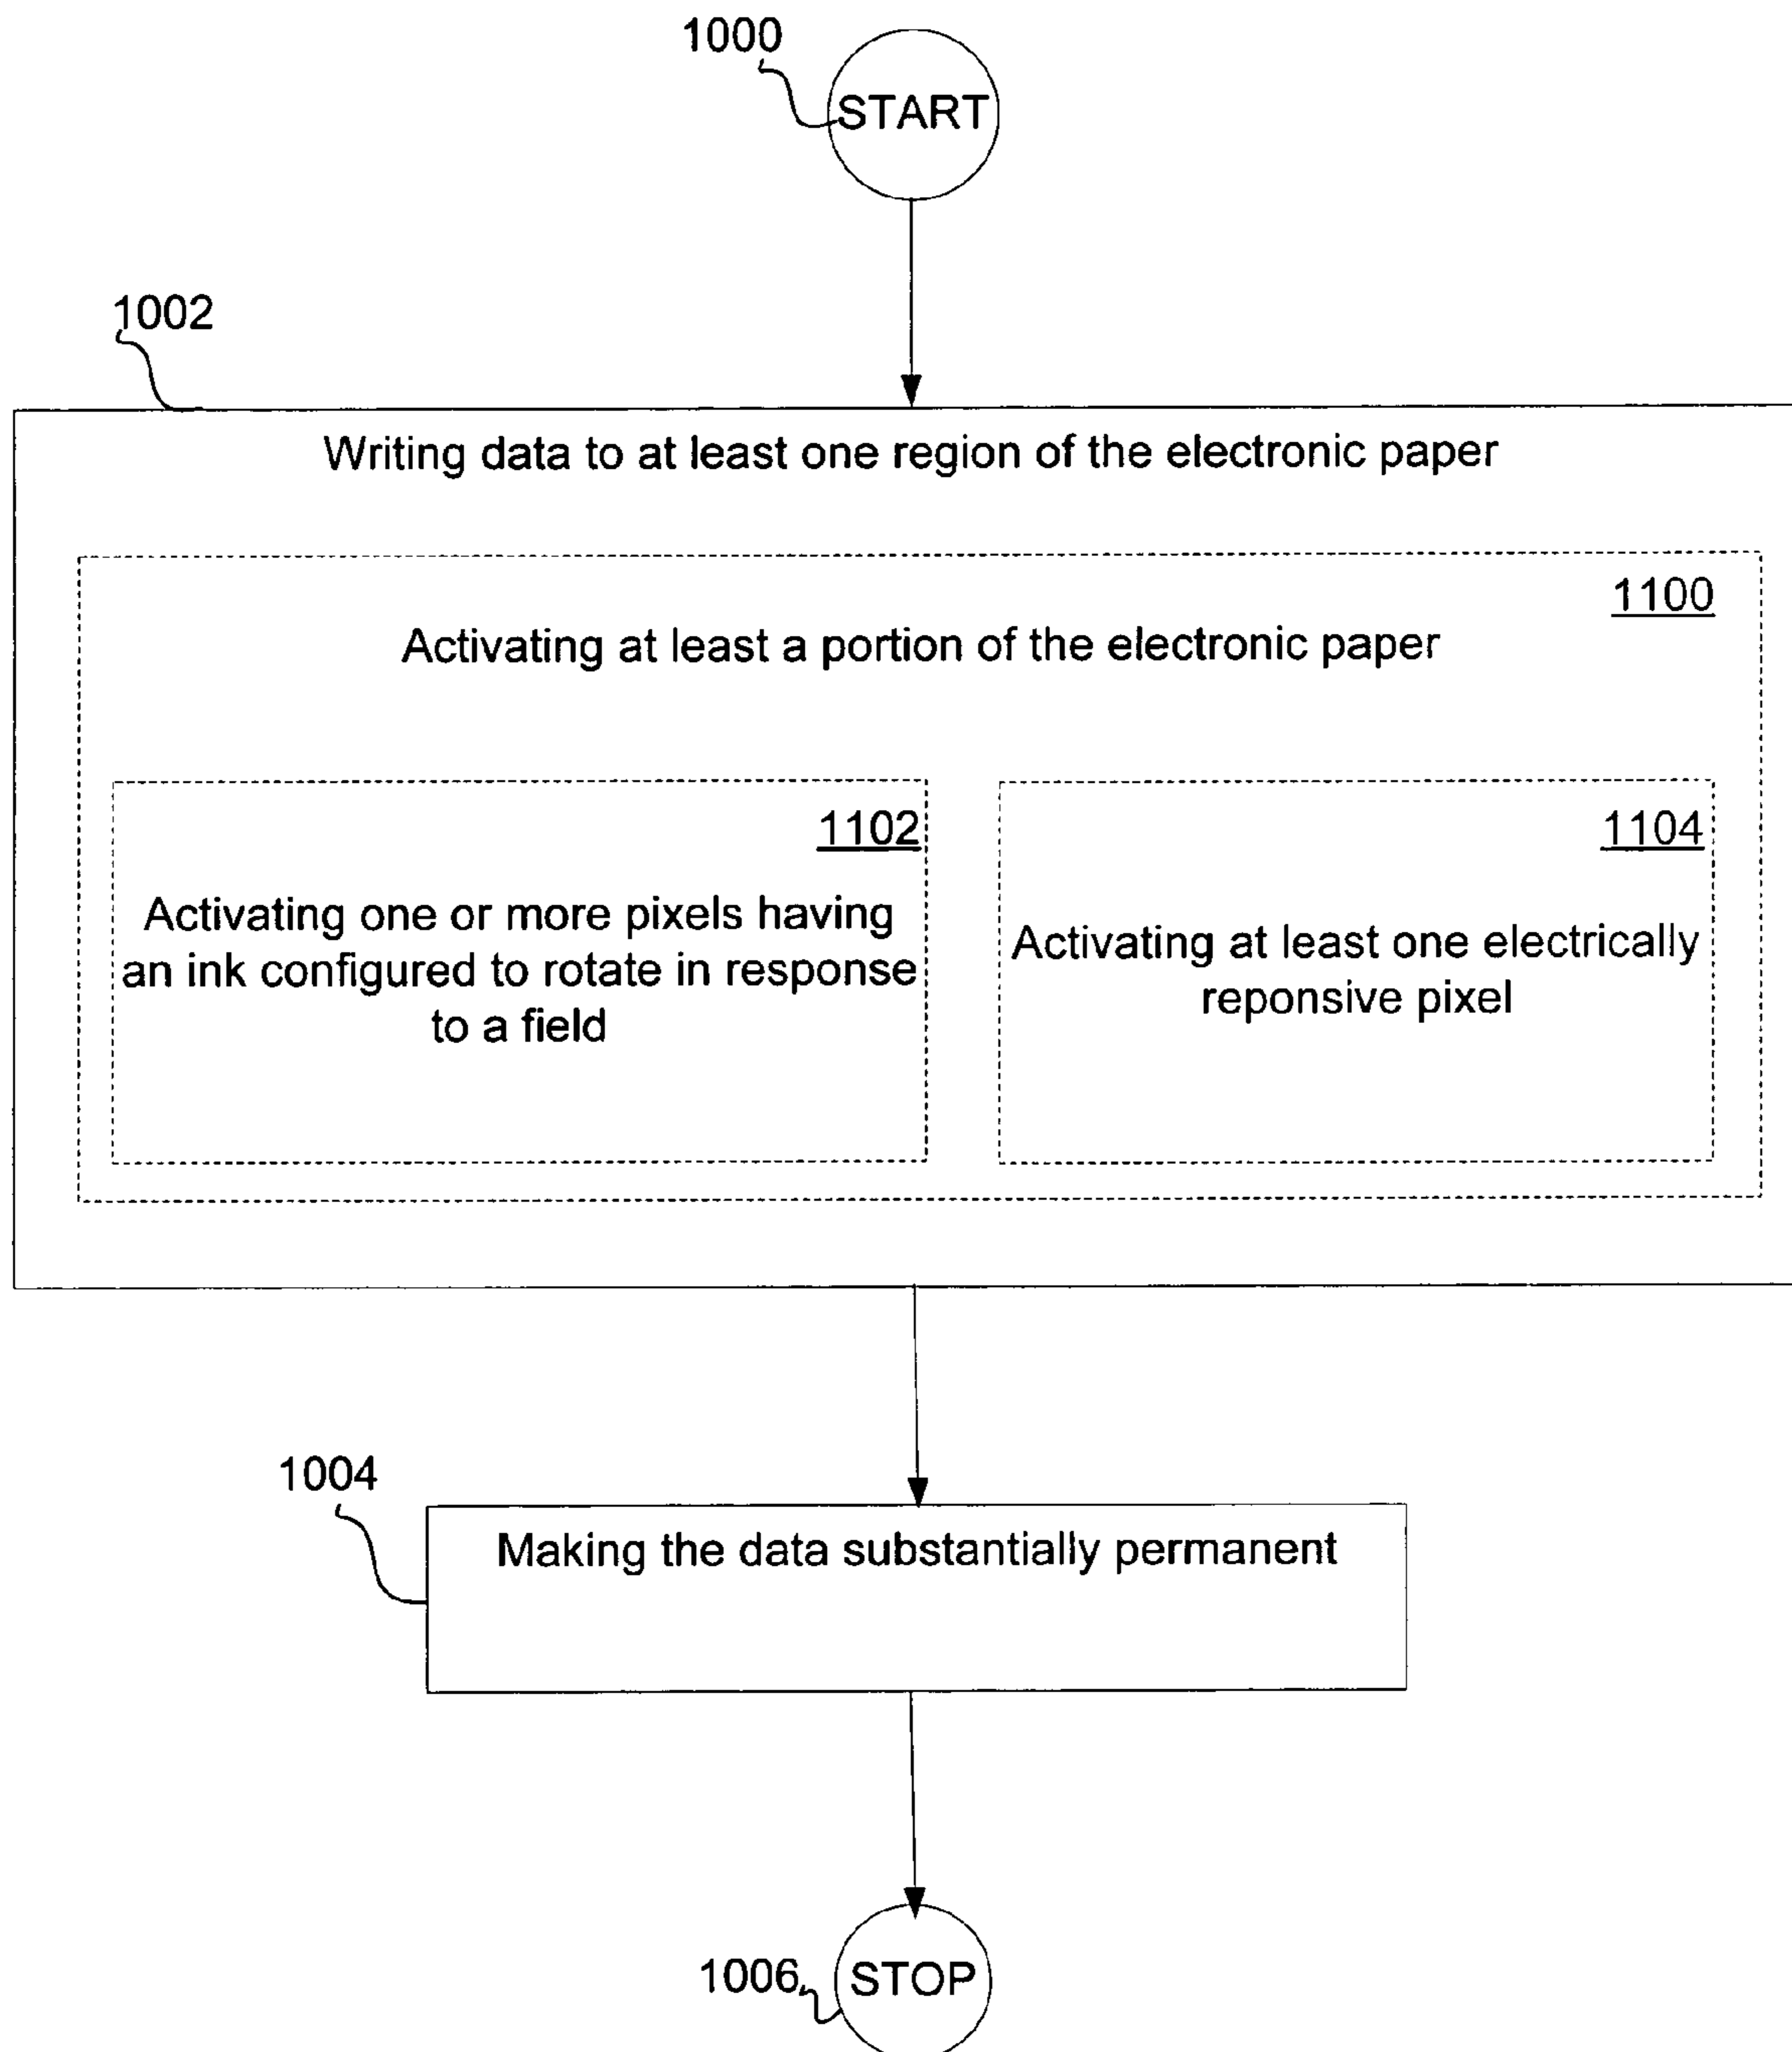 1000
START
1002
Writing data to at least one region of the electronic paper
1100
Activating at least a portion of the electronic paper
1102
Activating one or more pixels having
an ink configured to rotate in response
to a field
1104
Activating at least one electrically
reponsive pixel
1004
Making the data substantially permanent
1006
STOP